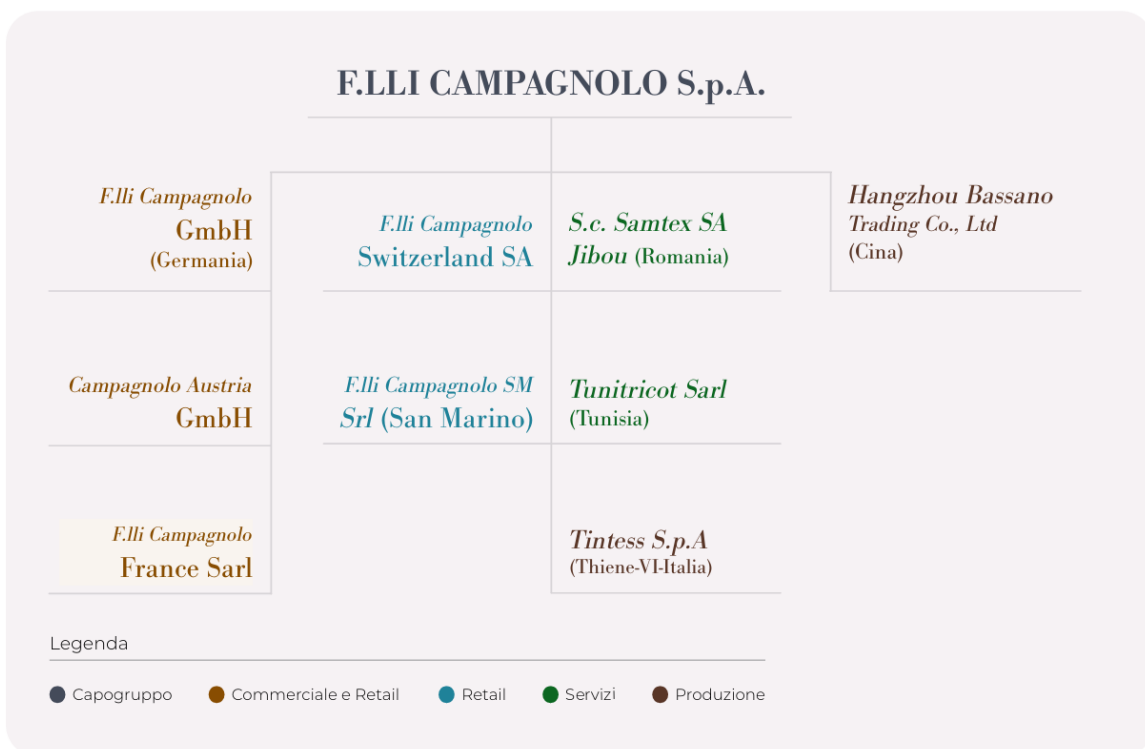 F.LLI CAMPAGNOLO S.p.A.
F.lli Campagnolo
GmbH
(Germania)
F.lli Campagnolo
Switzerland SA
S.c. Samtex SA
Jibou (Romania)
Hangzhou Bassano
Trading Co., Ltd
(Cina)
Campagnolo Austria
GmbH
F.lli Campagnolo SM
Srl (San Marino)
Tunitricot Sarl
(Tunisia)
F.lli Campagnolo
France Sarl
Tintess S.p.A
(Thiene-VI-Italia)
Legenda
Capogruppo
Commerciale e Retail
Retail
Servizi
Produzione